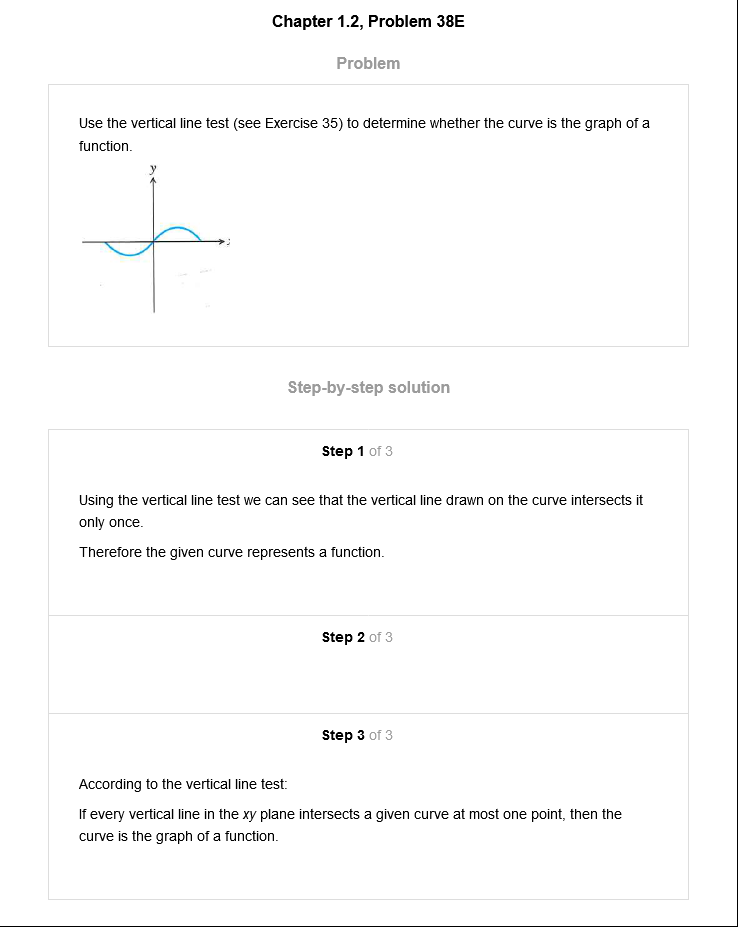 Chapter 1.2, Problem 38E
Problem
Use the vertical line test (see Exercise 35) to determine whether the curve is the graph of a
function.
y
Step-by-step solution
Step 1 of 3
Using the vertical line test we can see that the vertical line drawn on the curve intersects it
only once.
Therefore the given curve represents a function.
Step 2 of 3
Step 3 of 3
According to the vertical line test:
If every vertical line in the xy plane intersects a given curve at most one point, then the
curve is the graph of a function.